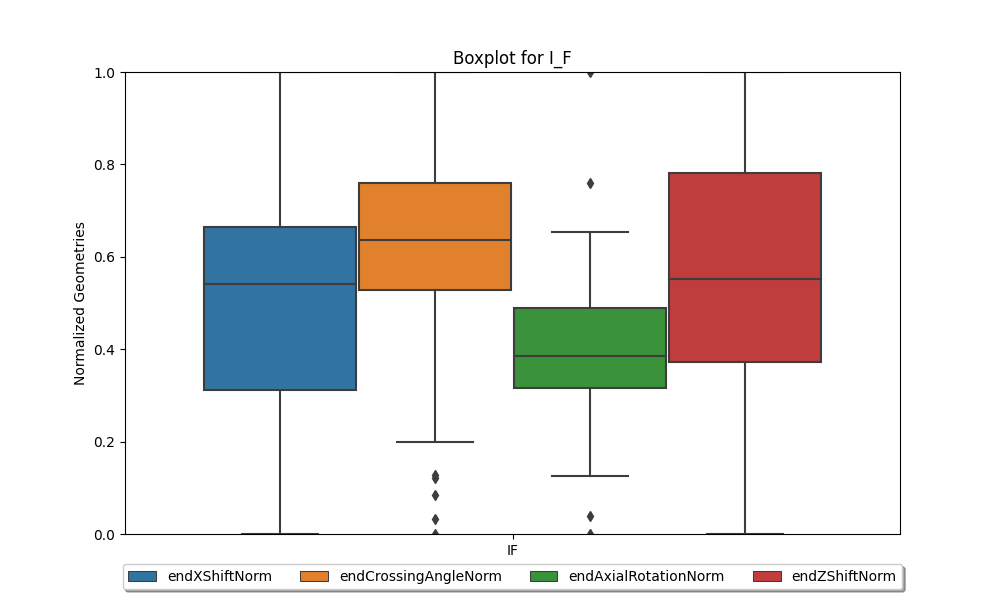 Boxplot for I_F
Normalized Geometries
1.0
0.8
0.6
0.4
0.2
0.0
IF
endXShiftNorm endCrossingAngleNorm endAxialRotationNorm endZShiftNorm